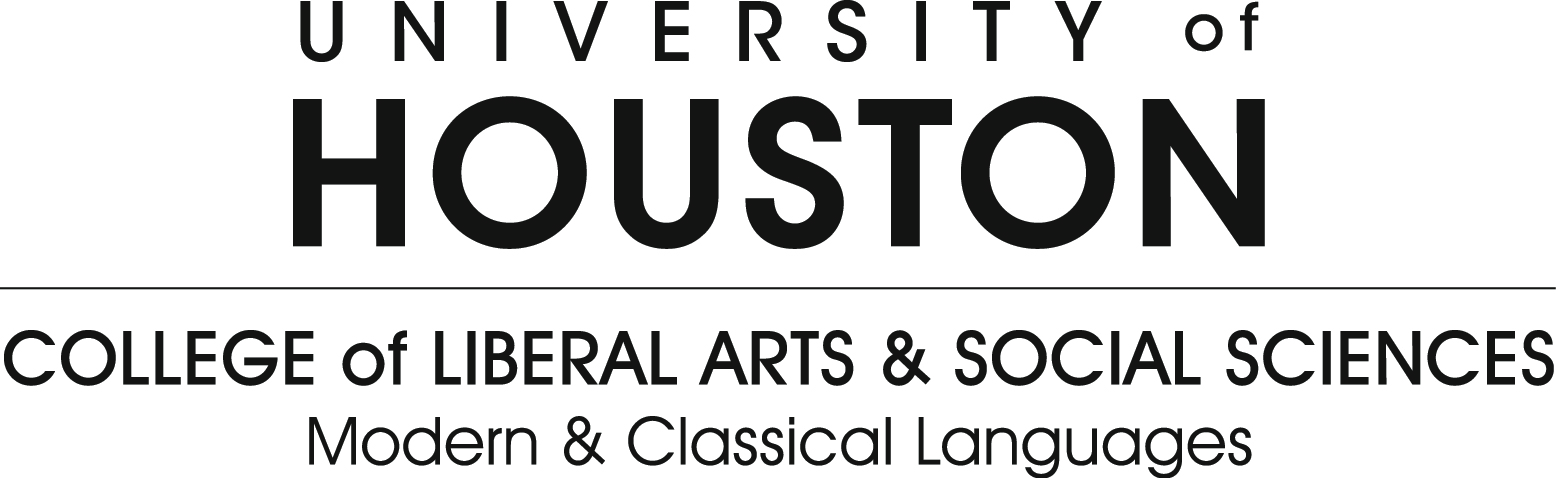 UNIVERSITY of
HOUSTON
COLLEGE of LIBERAL ARTS & SOCIAL SCIENCES
Modern & Classical Languages